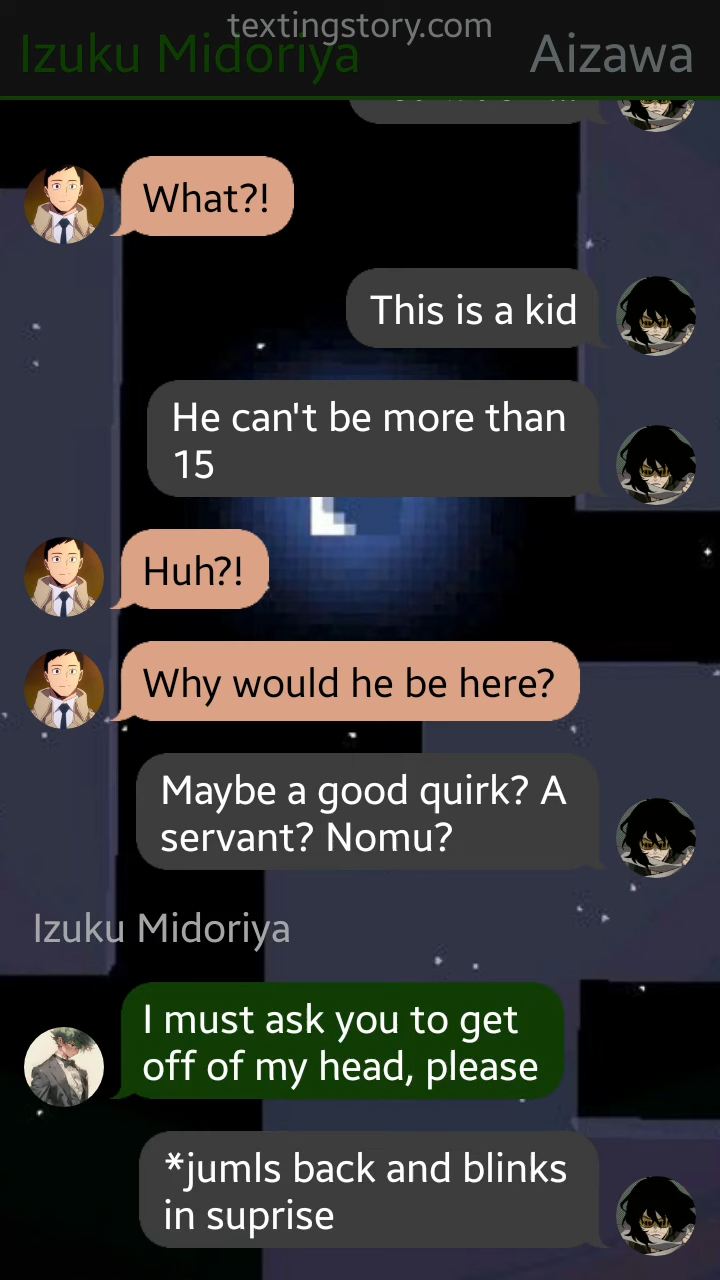 textingstory.com
Izuku Midoriya
Aizawa
What?!
This is a kid
He can't be more than
15
Huh?!
Why would he be here?
Maybe a good quirk? A
servant? Nomu?
Izuku Midoriya
I must ask you to get
off of my head, please
*jumls back and blinks
in suprise